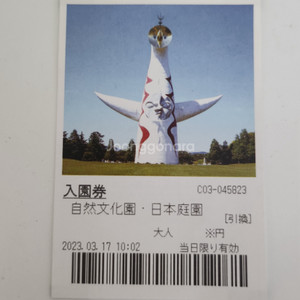 bonggonara
入園券
C03-045823
自然文化園・日本庭園
[引換]
大人 ※円
2023.03.17 10:02 当日限り有効